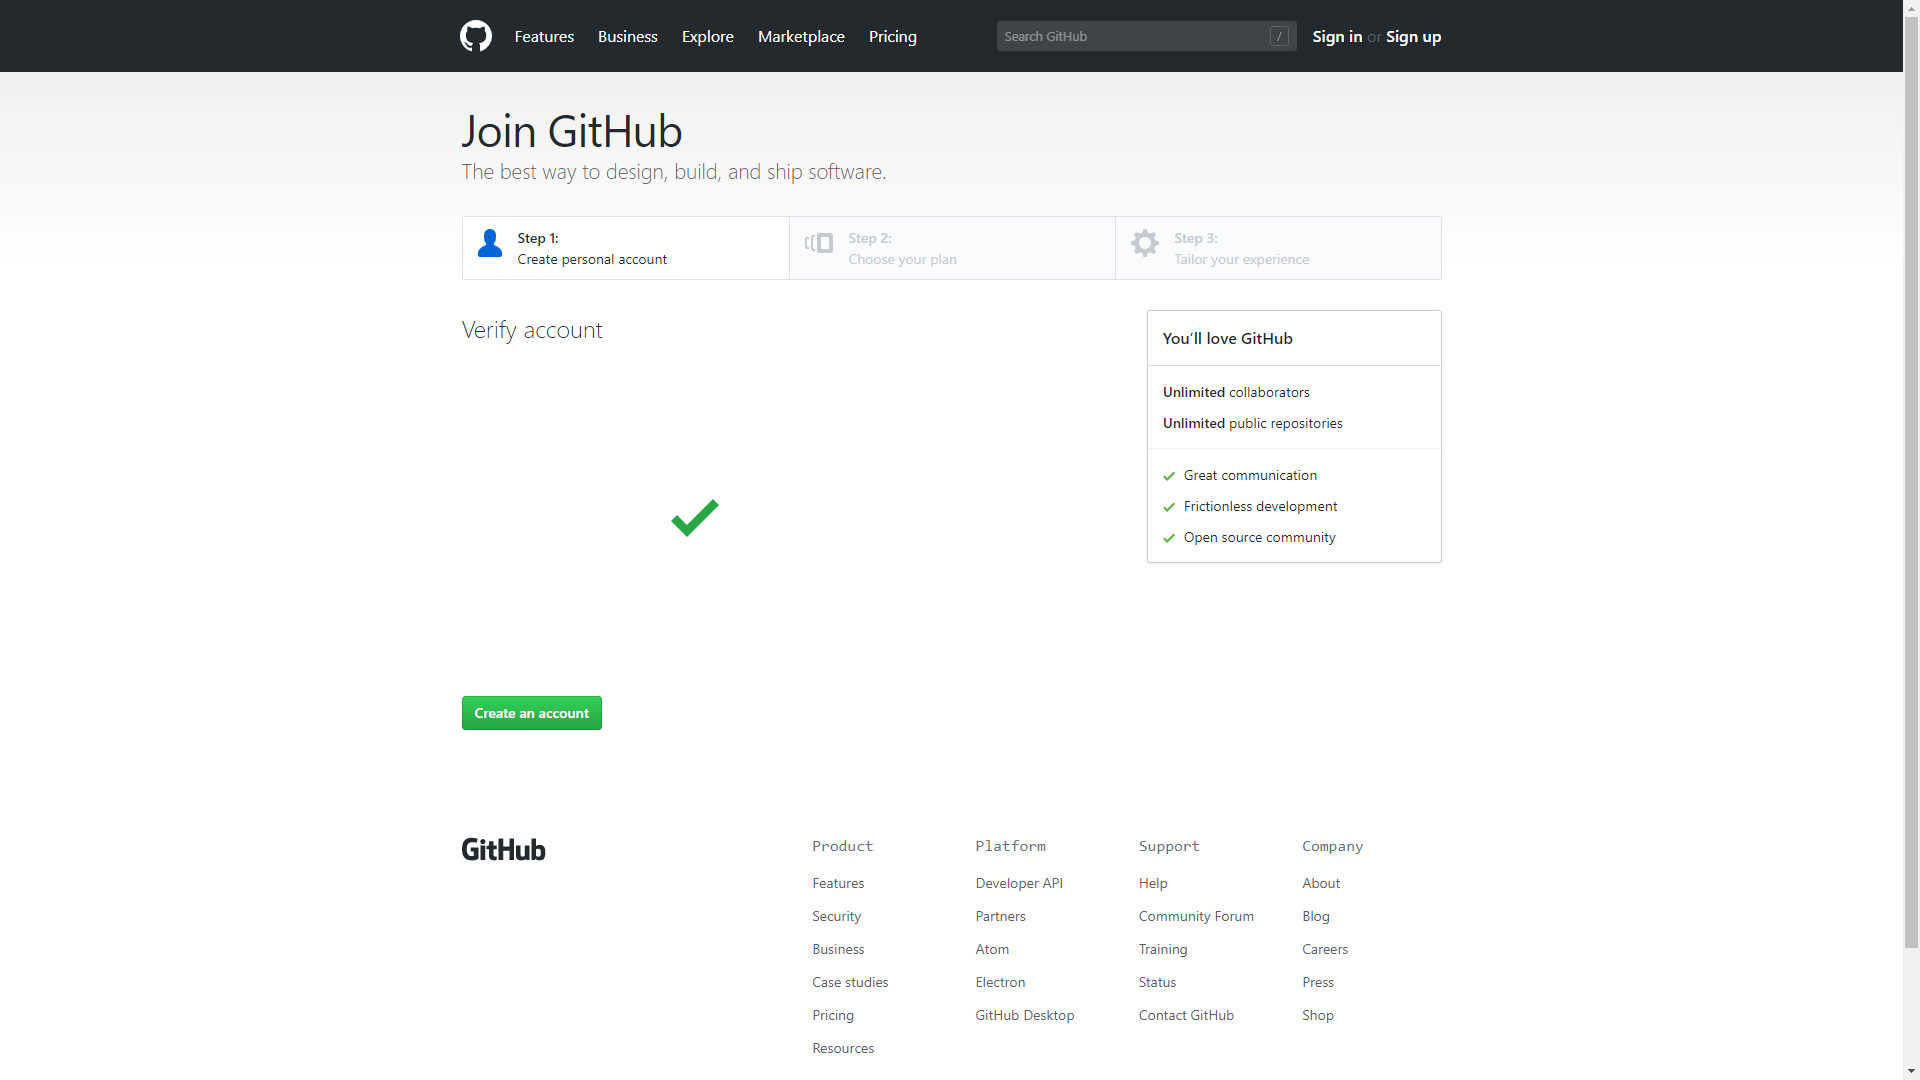 Features Business Explore Marketplace Pricing Search GitHub / Sign in or Sign up
Join GitHub
The best way to design, build, and ship software.
Step 1:
Create personal account
Step 2:
Choose your plan
Step 3:
Tailor your experience
Verify account
You'll love GitHub
Unlimited collaborators
Unlimited public repositories
Great communication
Frictionless development
Open source community
Create an account
GitHub
Product
Features
Security
Business
Case studies
Pricing
Resources
Platform
Developer API
Partners
Atom
Electron
GitHub Desktop
Support
Help
Community Forum
Training
Status
Contact GitHub
Company
About
Blog
Careers
Press
Shop